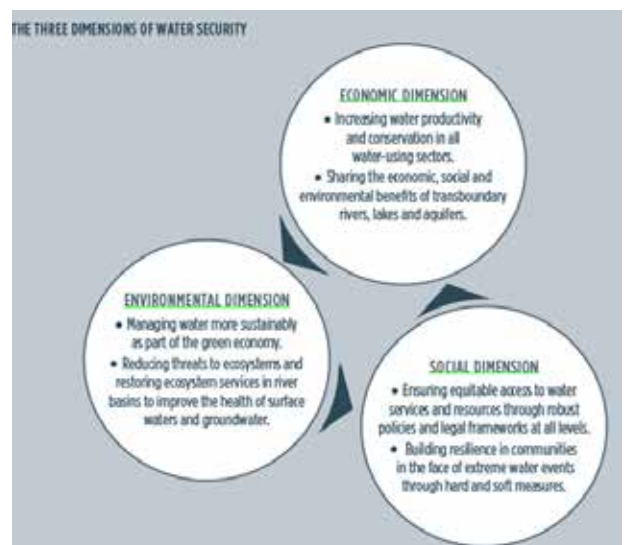 THE THREE DIMENSIONS OF WATER SECURITY
ECONOMIC DIMENSION
• Increasing water productivity
and conservation in all
water-using sectors.
• Sharing the economic, social and
environmental benefits of transboundary
rivers, lakes and aquifers.
ENVIRONMENTAL DIMENSION
• Managing water more sustainably
as part of the green economy.
• Reducing threats to ecosystems and
restoring ecosystem services in river
basins to improve the health of surface
waters and groundwater.
SOCIAL DIMENSION
• Ensuring equitable access to water
services and resources through robust
policies and legal frameworks at all levels.
• Building resilience in communities
in the face of extreme water events
through hard and soft measures.